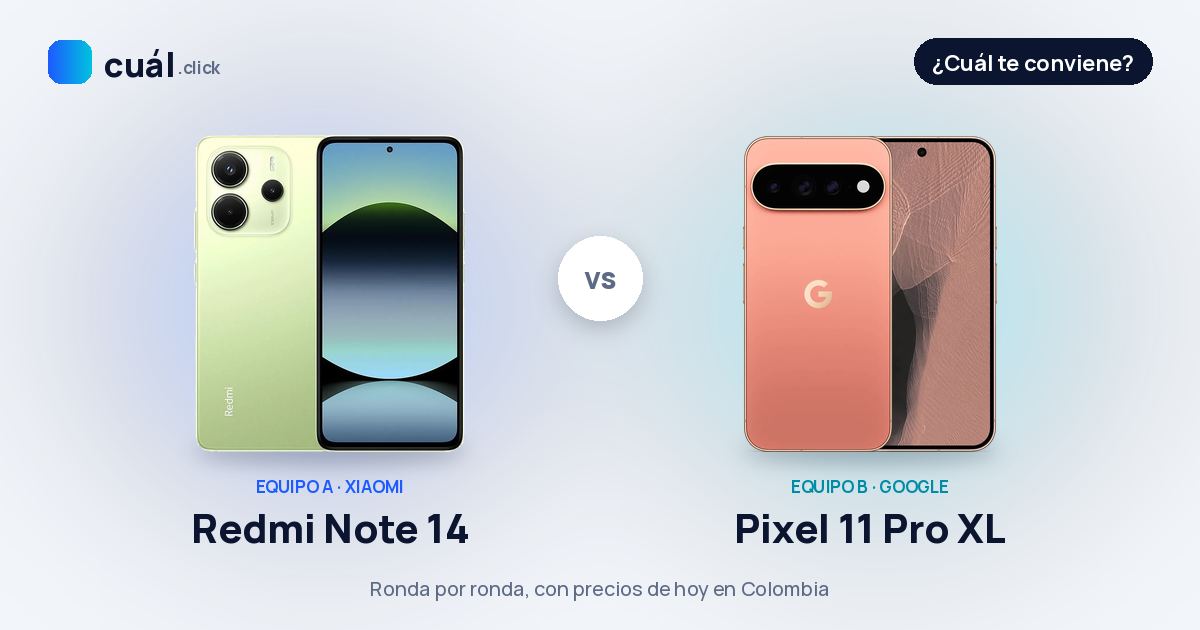 cuál.click
¿Cuál te conviene?
Redmi
G
VS
EQUIPO A · XIAOMI
EQUIPO B · GOOGLE
Redmi Note 14
Pixel 11 Pro XL
Ronda por ronda, con precios de hoy en Colombia